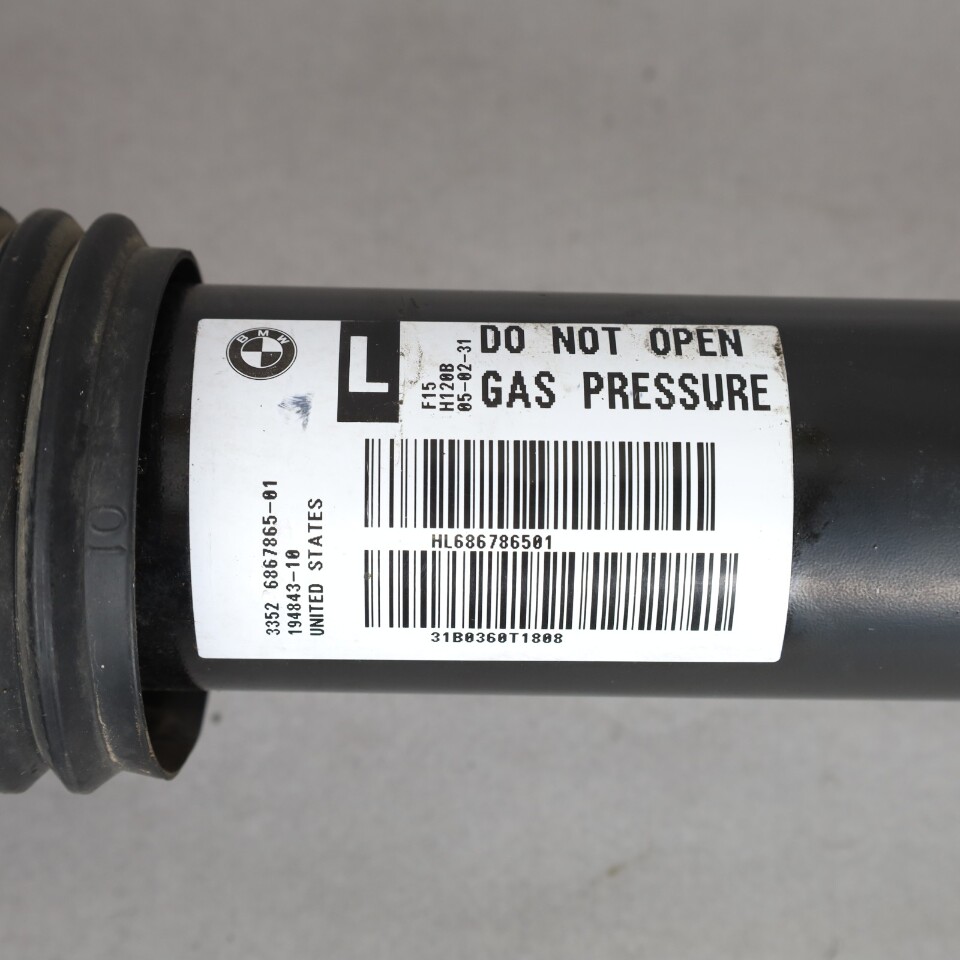 BMW
L
F15
H120B
05-02-31
DO NOT OPEN
GAS PRESSURE
HL686786501
31B0360T1808
3352 6867865-01
194843-10
UNITED STATES
10